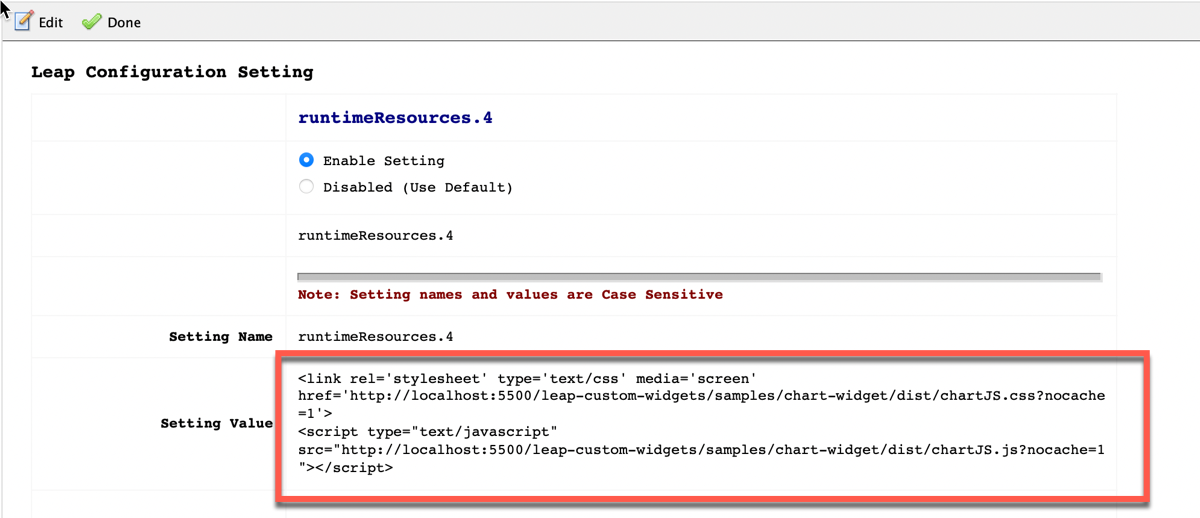 Edit Done
Leap Configuration Setting
runtimeResources.4
Enable Setting
Disabled (Use Default)
runtimeResources.4
Note: Setting names and values are Case Sensitive
Setting Name runtimeResources.4
Setting Value
<link rel='stylesheet' type='text/css' media='screen'
href='http://localhost:5500/leap-custom-widgets/samples/chart-widget/dist/chartJS.css?nocache
=1'>
<script type="text/javascript"
src="http://localhost:5500/leap-custom-widgets/samples/chart-widget/dist/chartJS.js?nocache=1
"></script>